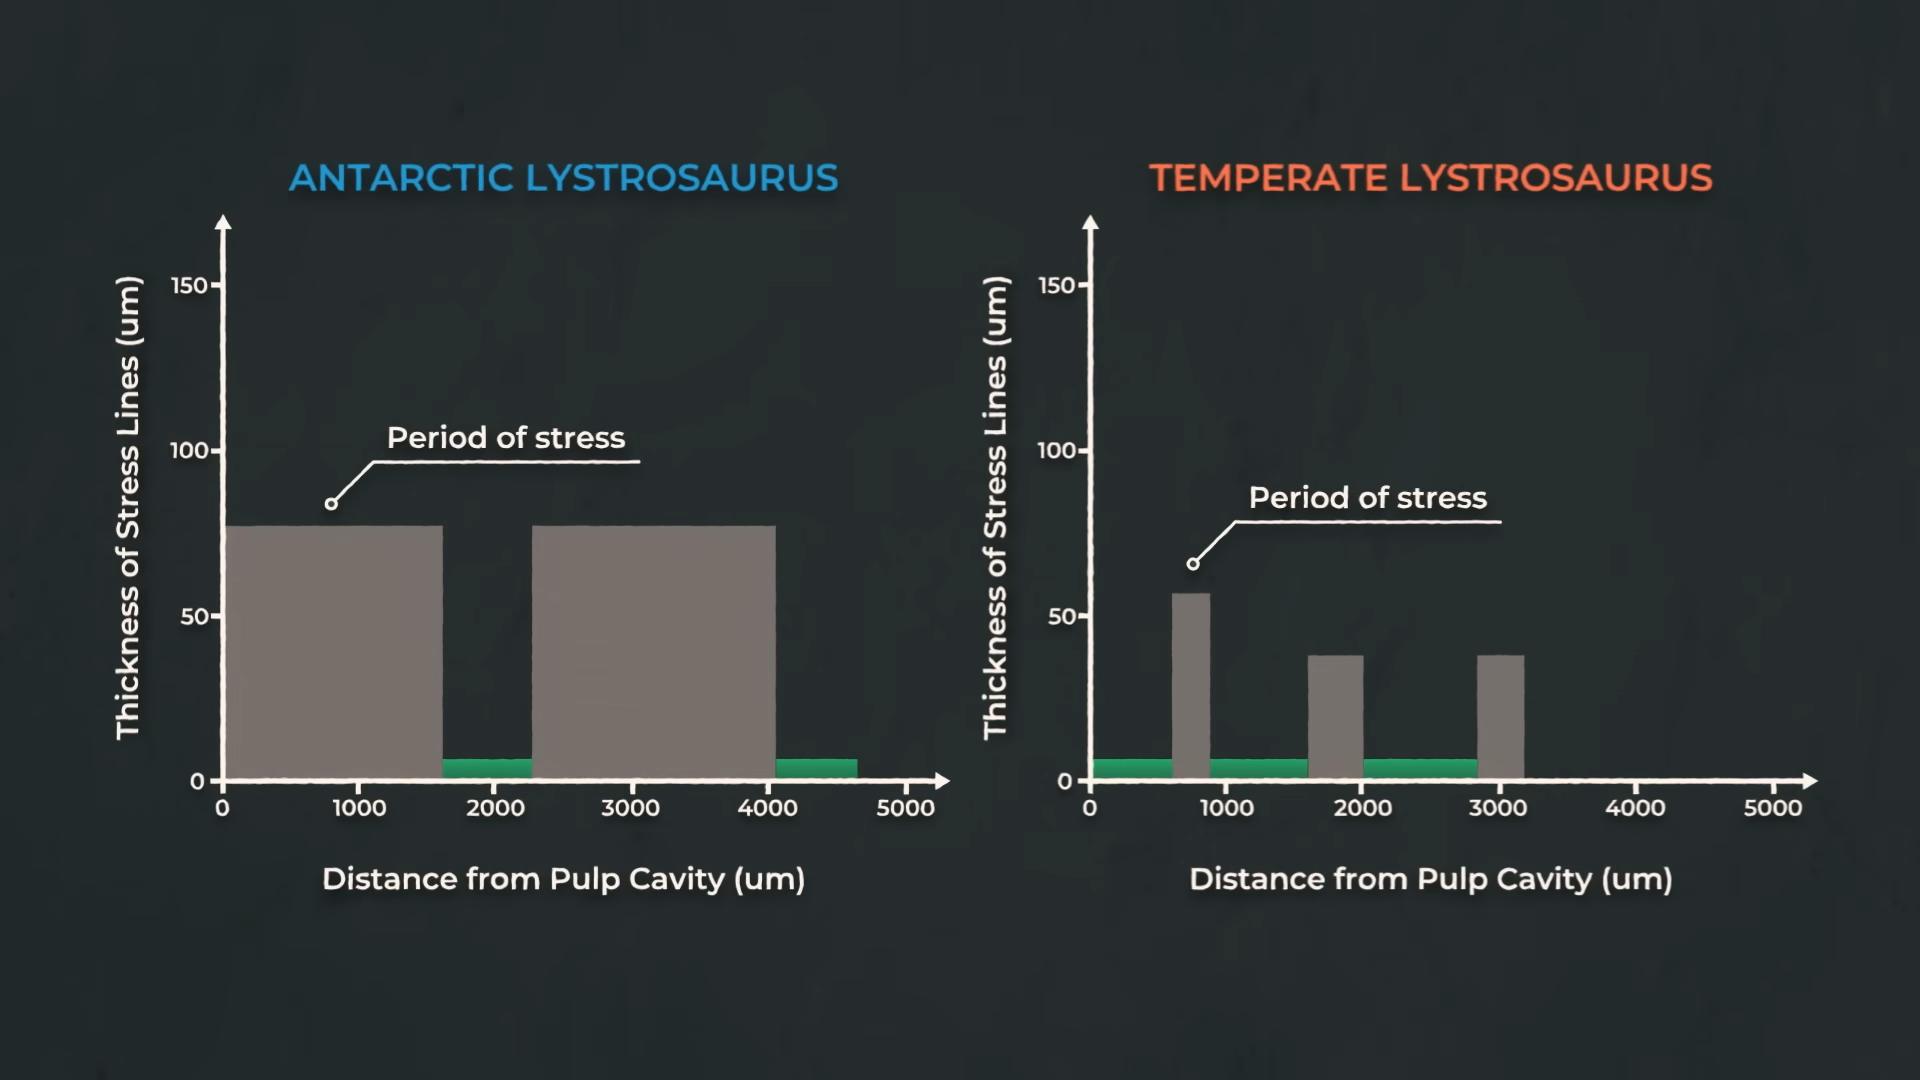 ANTARCTIC LYSTROSAURUS
Thickness of Stress Lines (um)
150
100
50
0
Period of stress
0 1000 2000 3000 4000 5000
Distance from Pulp Cavity (um)
TEMPERATE LYSTROSAURUS
Thickness of Stress Lines (um)
150
100
50
0
Period of stress
0 1000 2000 3000 4000 5000
Distance from Pulp Cavity (um)